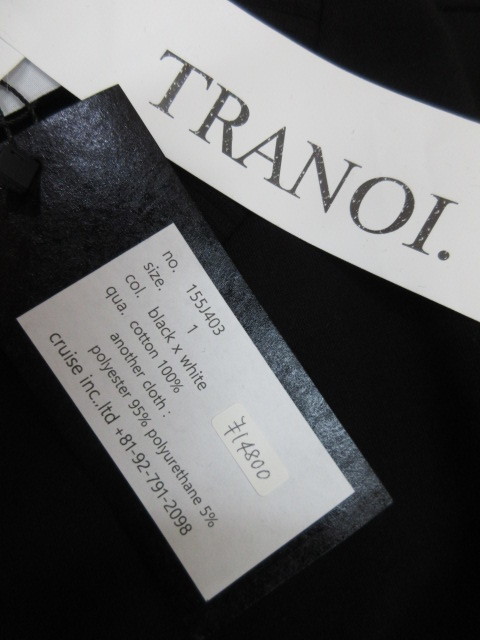 TRANOI.
no. 155J403
size. 1
col. black x white
qua. cotton 100%
another cloth :
polyester 95% polyurethane 5%
cruise inc.,ltd +81-92-791-2098
714800